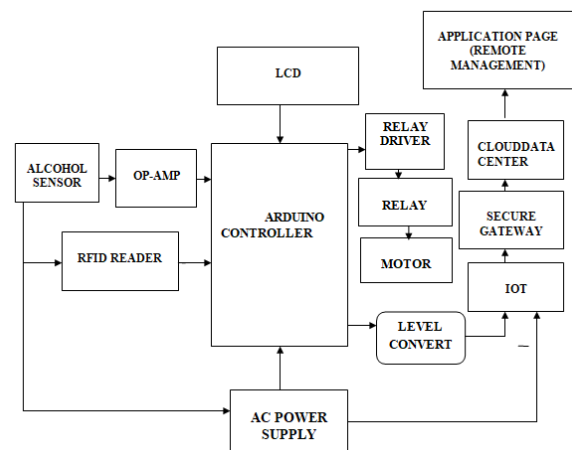 APPLICATION PAGE
(REMOTE
MANAGEMENT)
LCD
RELAY
DRIVER
CLOUDDATA
CENTER
ALCOHOL
SENSOR
OP-AMP
RELAY
ARDUINO
CONTROLLER
SECURE
GATEWAY
RFID READER
MOTOR
IOT
LEVEL
CONVERT
AC POWER
SUPPLY